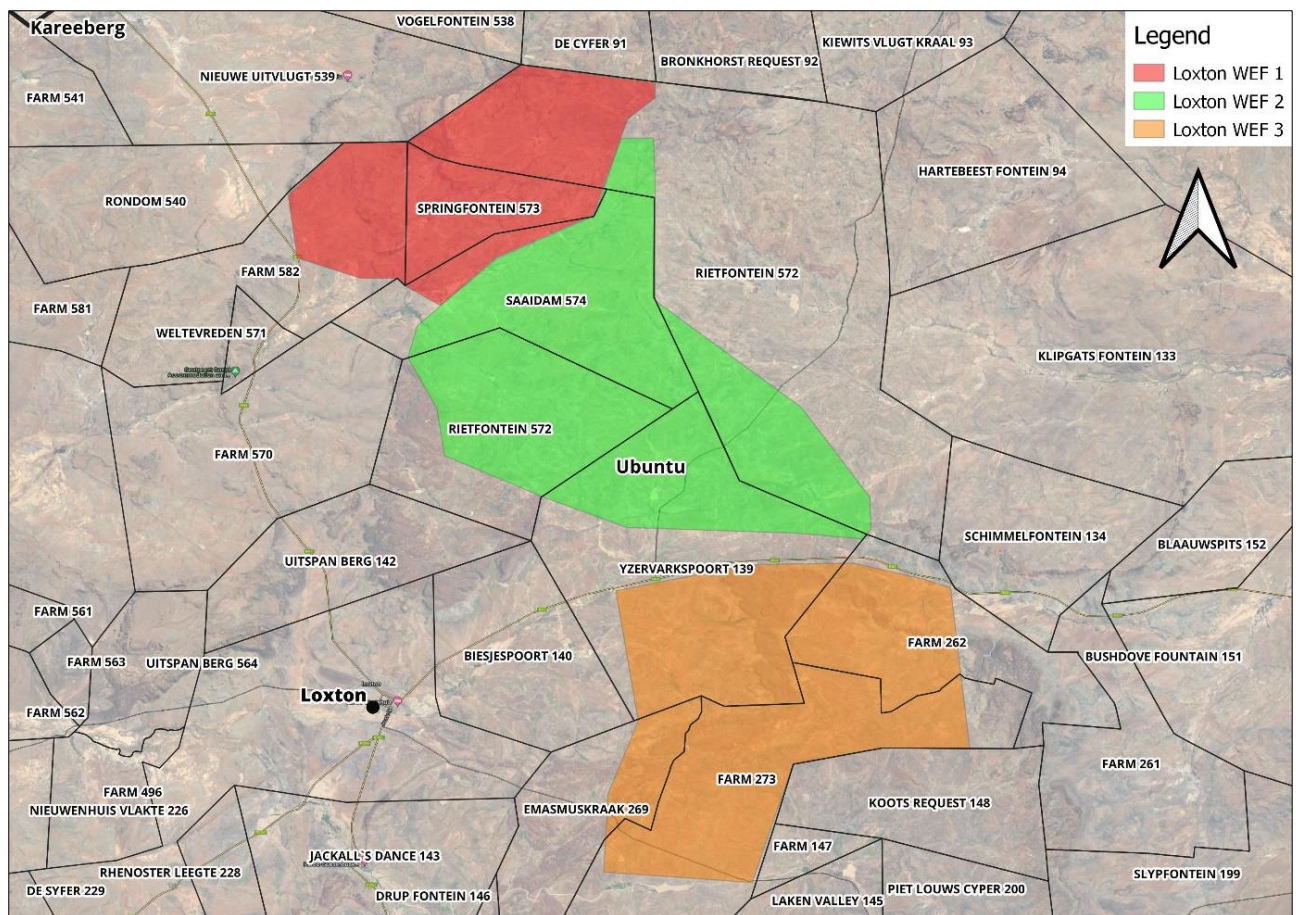 Kareeberg
VOGELFONTEIN 538
DE CYFER 91
KIEWITS VLUGT KRAAL 93
BRONKHORST REQUEST 92
NIEUWE UITVLUGT 539
FARM 541
Legend
Loxton WEF 1
Loxton WEF 2
Loxton WEF 3
HARTEBEEST FONTEIN 94
RONDOM 540
SPRINGFONTEIN 573
FARM 582
RIETFONTEIN 572
SAAIDAM 574
FARM 581
WELTEVREDEN 571
KLIPGATS FONTEIN 133
RIETFONTEIN 572
FARM 570
Ubuntu
SCHIMMELFONTEIN 134
BLAAUWSPITS 152
UITSPAN BERG 142
YZERVARKSPOORT 139
FARM 561
FARM 563
UITSPAN BERG 564
BIESJESPOORT 140
FARM 262
BUSHDOVE FOUNTAIN 151
Loxton
FARM 562
FARM 273
FARM 261
FARM 496
NIEUWENHUIS VLAKTE 226
EMASMUSKRAAK 269
KOOTS REQUEST 148
FARM 147
JACKALL`S DANCE 143
RHENOSTER LEEGTE 228
SLYPFONTEIN 199
DE SYFER 229
DRUP FONTEIN 146
PIET LOUWS CYPER 200
LAKEN VALLEY 145